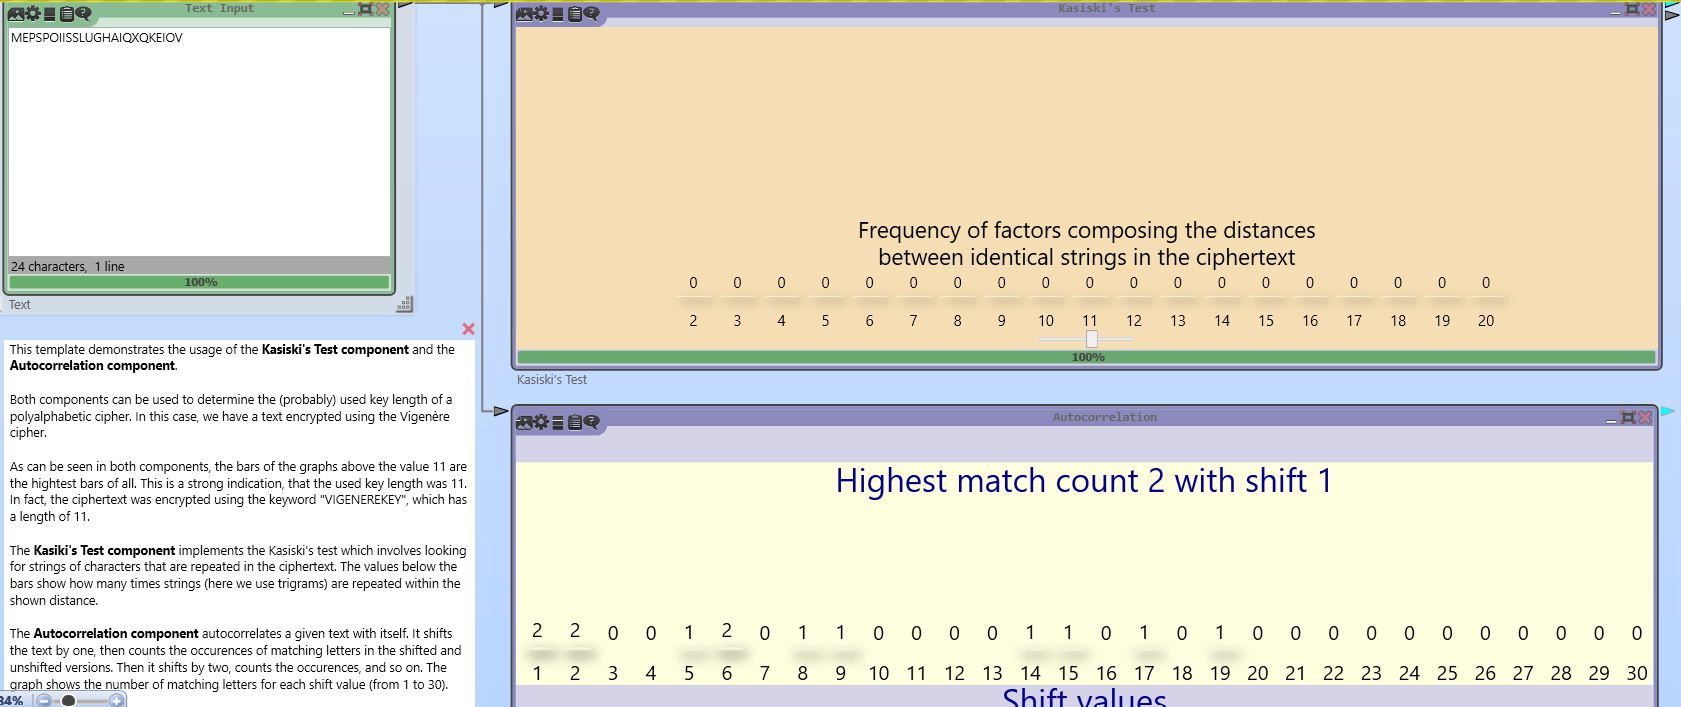 Text Input
MEPSPOIISSLUGHAIQXQKEIOV
24 characters, 1 line
100%
Text
This template demonstrates the usage of the Kasiski's Test component and the
Autocorrelation component.
Both components can be used to determine the (probably) used key length of a
polyalphabetic cipher. In this case, we have a text encrypted using the Vigenère
cipher.
As can be seen in both components, the bars of the graphs above the value 11 are
the hightest bars of all. This is a strong indication, that the used key length was 11.
In fact, the ciphertext was encrypted using the keyword "VIGENEREKEY", which has
a length of 11.
The Kasiki's Test component implements the Kasiski's test which involves looking
for strings of characters that are repeated in the ciphertext. The values below the
bars show how many times strings (here we use trigrams) are repeated within the
shown distance.
The Autocorrelation component autocorrelates a given text with itself. It shifts
the text by one, then counts the occurences of matching letters in the shifted and
unshifted versions. Then it shifts by two, counts the occurences, and so on. The
graph shows the number of matching letters for each shift value (from 1 to 30).
84%
Kasiski's Test
Frequency of factors composing the distances
between identical strings in the ciphertext
0 0 0 0 0 0 0 0 0 0 0 0 0 0 0 0 0 0 0
2 3 4 5 6 7 8 9 10 11 12 13 14 15 16 17 18 19 20
100%
Kasiski's Test
Autocorrelation
Highest match count 2 with shift 1
2 2 0 0 1 2 0 1 1 0 0 0 0 1 1 0 1 0 1 0 0 0 0 0 0 0 0 0 0 0
1 2 3 4 5 6 7 8 9 10 11 12 13 14 15 16 17 18 19 20 21 22 23 24 25 26 27 28 29 30
Shift values